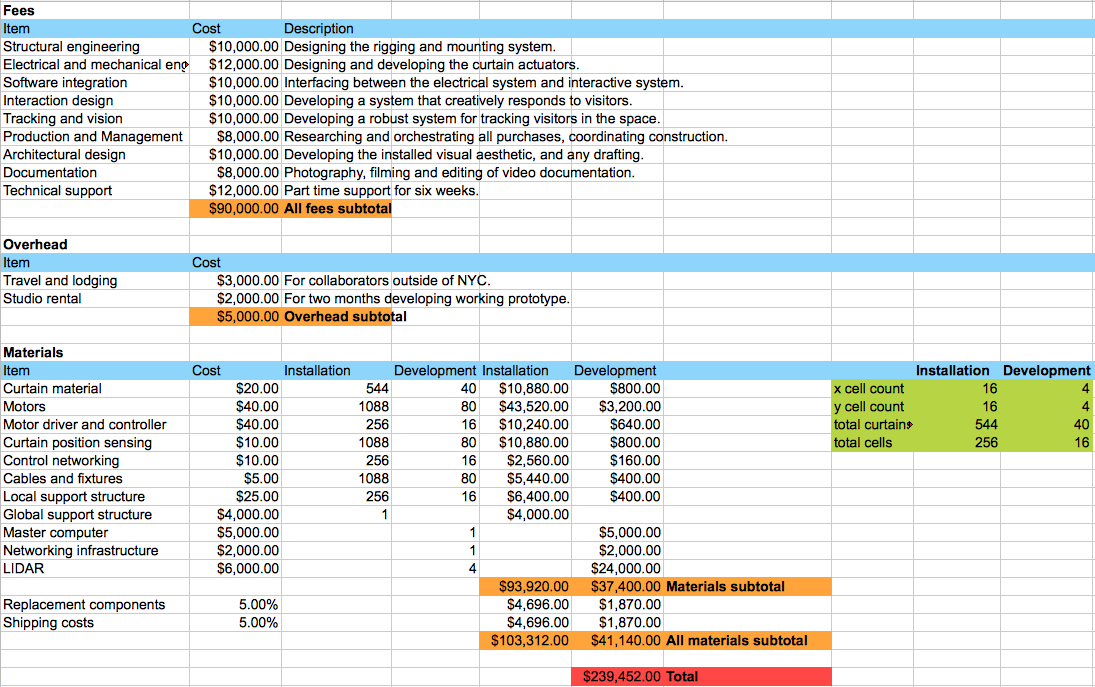 Fees
Item Cost Description
Structural engineering $10,000.00 Designing the rigging and mounting system.
Electrical and mechanical eng $12,000.00 Designing and developing the curtain actuators.
Software integration $10,000.00 Interfacing between the electrical system and interactive system.
Interaction design $10,000.00 Developing a system that creatively responds to visitors.
Tracking and vision $10,000.00 Developing a robust system for tracking visitors in the space.
Production and Management $8,000.00 Researching and orchestrating all purchases, coordinating construction.
Architectural design $10,000.00 Developing the installed visual aesthetic, and any drafting.
Documentation $8,000.00 Photography, filming and editing of video documentation.
Technical support $12,000.00 Part time support for six weeks.
$90,000.00 All fees subtotal
Overhead
Item Cost
Travel and lodging $3,000.00 For collaborators outside of NYC.
Studio rental $2,000.00 For two months developing working prototype.
$5,000.00 Overhead subtotal
Materials
Item Cost Installation Development Installation Development Installation Development
Curtain material $20.00 544 40 $10,880.00 $800.00 x cell count 16 4
Motors $40.00 1088 80 $43,520.00 $3,200.00 y cell count 16 4
Motor driver and controller $40.00 256 16 $10,240.00 $640.00 total curtains 544 40
Curtain position sensing $10.00 1088 80 $10,880.00 $800.00 total cells 256 16
Control networking $10.00 256 16 $2,560.00 $160.00
Cables and fixtures $5.00 1088 80 $5,440.00 $400.00
Local support structure $25.00 256 16 $6,400.00 $400.00
Global support structure $4,000.00 1 $4,000.00
Master computer $5,000.00 1 $5,000.00
Networking infrastructure $2,000.00 1 $2,000.00
LIDAR $6,000.00 4 $24,000.00
$93,920.00 $37,400.00 Materials subtotal
Replacement components 5.00% $4,696.00 $1,870.00
Shipping costs 5.00% $4,696.00 $1,870.00
$103,312.00 $41,140.00 All materials subtotal
$239,452.00 Total